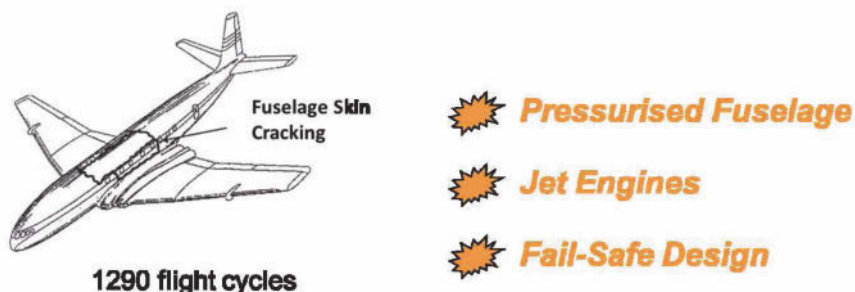 Fuselage Skin
Cracking
1290 flight cycles
Pressurised Fuselage
Jet Engines
Fail-Safe Design